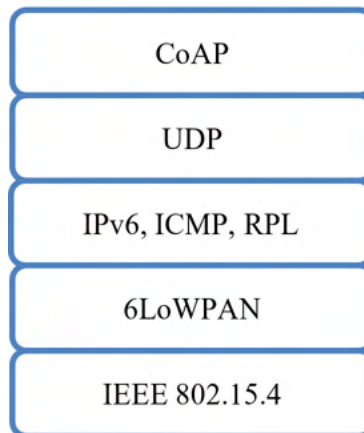 CoAP
UDP
IPv6, ICMP, RPL
6LoWPAN
IEEE 802.15.4